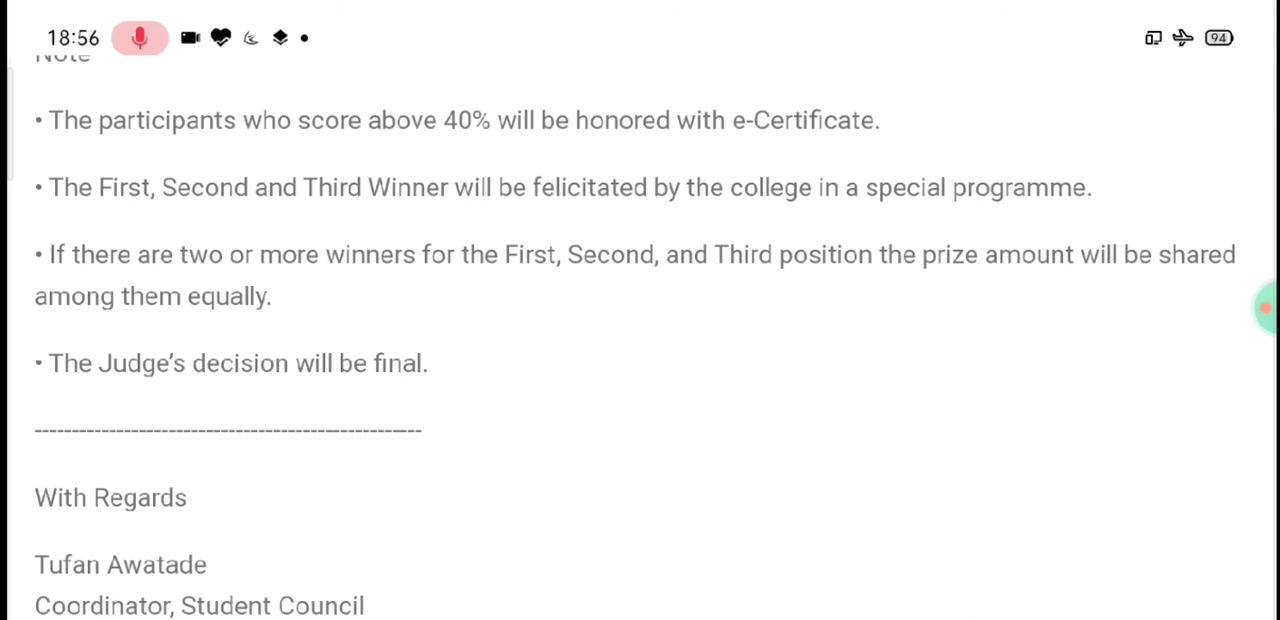 18:56
94
Note
• The participants who score above 40% will be honored with e-Certificate.
• The First, Second and Third Winner will be felicitated by the college in a special programme.
• If there are two or more winners for the First, Second, and Third position the prize amount will be shared
among them equally.
• The Judge’s decision will be final.
----------------------------------------------------
With Regards
Tufan Awatade
Coordinator, Student Council